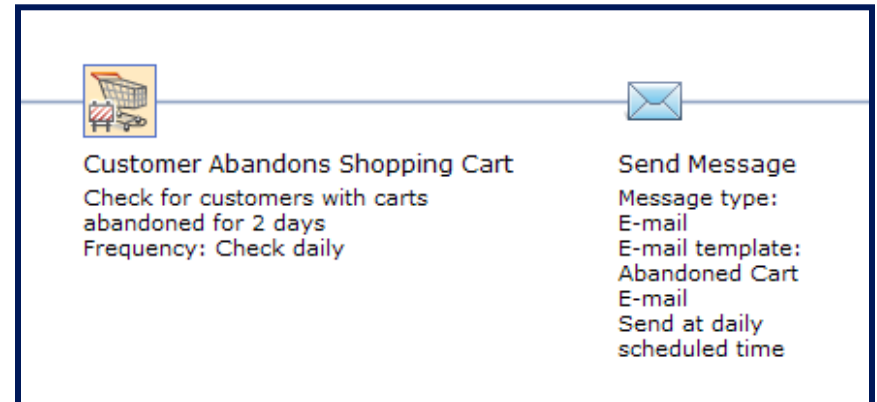 Customer Abandons Shopping Cart
Check for customers with carts
abandoned for 2 days
Frequency: Check daily
Send Message
Message type:
E-mail
E-mail template:
Abandoned Cart
E-mail
Send at daily
scheduled time